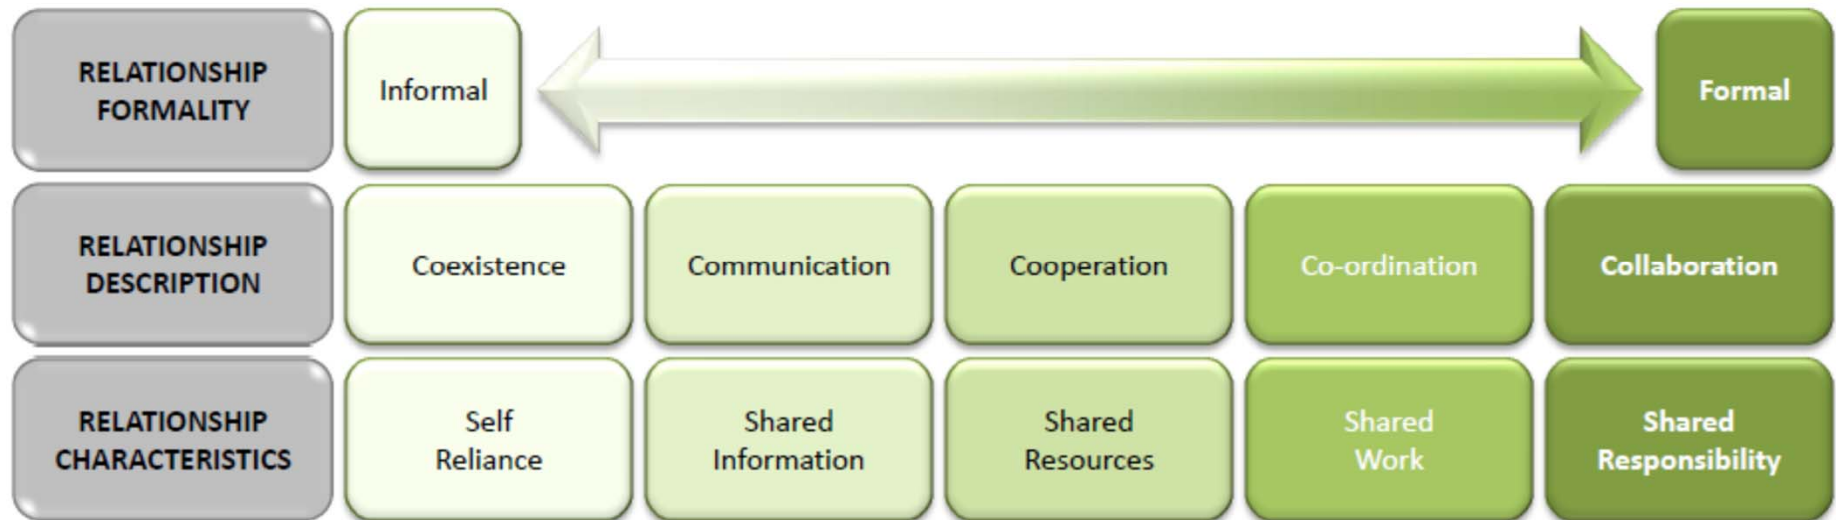 RELATIONSHIP
FORMALITY
Informal
Formal
RELATIONSHIP
DESCRIPTION
Coexistence
Communication
Cooperation
Co-ordination
Collaboration
RELATIONSHIP
CHARACTERISTICS
Self
Reliance
Shared
Information
Shared
Resources
Shared
Work
Shared
Responsibility